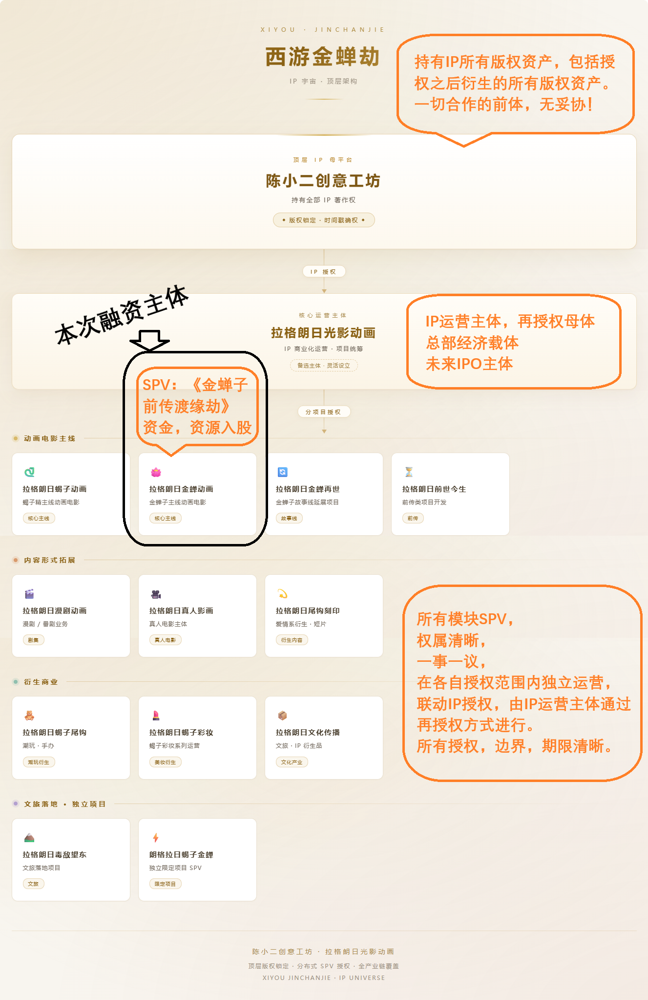 XIYOU · JINCHANJIE
西游金蝉劫
IP 宇宙 · 顶层架构
持有IP所有版权资产，包括授
权之后衍生的所有版权资产。
一切合作的前体，无妥协！
顶层 IP 母平台
陈小二创意工坊
持有全部 IP 著作权
◆ 版权锁定 · 时间戳确权 ◆
IP 授权
本次融资主体
核心运营主体
拉格朗日光影动画
IP 商业化运营 · 项目统筹
备选主体 · 灵活设立
IP运营主体，再授权母体
总部经济载体
未来IPO主体
SPV：《金蝉子
前传渡缘劫》
资金，资源入股
分项目授权
动画电影主线
拉格朗日蝎子动画
蝎子精主线动画电影
核心主线
拉格朗日金蝉动画
金蝉子主线动画电影
核心主线
拉格朗日金蝉再世
金蝉子故事线延展项目
故事线
拉格朗日前世今生
前传类项目开发
前传
内容形式拓展
拉格朗日漫剧动画
漫剧 / 番剧业务
剧集
拉格朗日真人影画
真人电影主体
真人电影
拉格朗日尾钩刻印
爱情系衍生 · 短片
衍生内容
所有模块SPV，
权属清晰，
一事一议，
在各自授权范围内独立运营，
联动IP授权，由IP运营主体通过
再授权方式进行。
所有授权，边界，期限清晰。
衍生商业
拉格朗日蝎子尾钩
潮玩 · 手办
潮玩衍生
拉格朗日蝎子彩妆
蝎子彩妆系列运营
美妆衍生
拉格朗日文化传播
文旅 · IP 衍生品
文化产业
文旅落地 • 独立项目
拉格朗日毒敌望东
文旅落地项目
文旅
朗格拉日蝎子金蝉
独立限定项目 SPV
限定项目
陈小二创意工坊 · 拉格朗日光影动画
顶层版权锁定 · 分布式 SPV 授权 · 全产业链覆盖
XIYOU JINCHANJIE · IP UNIVERSE